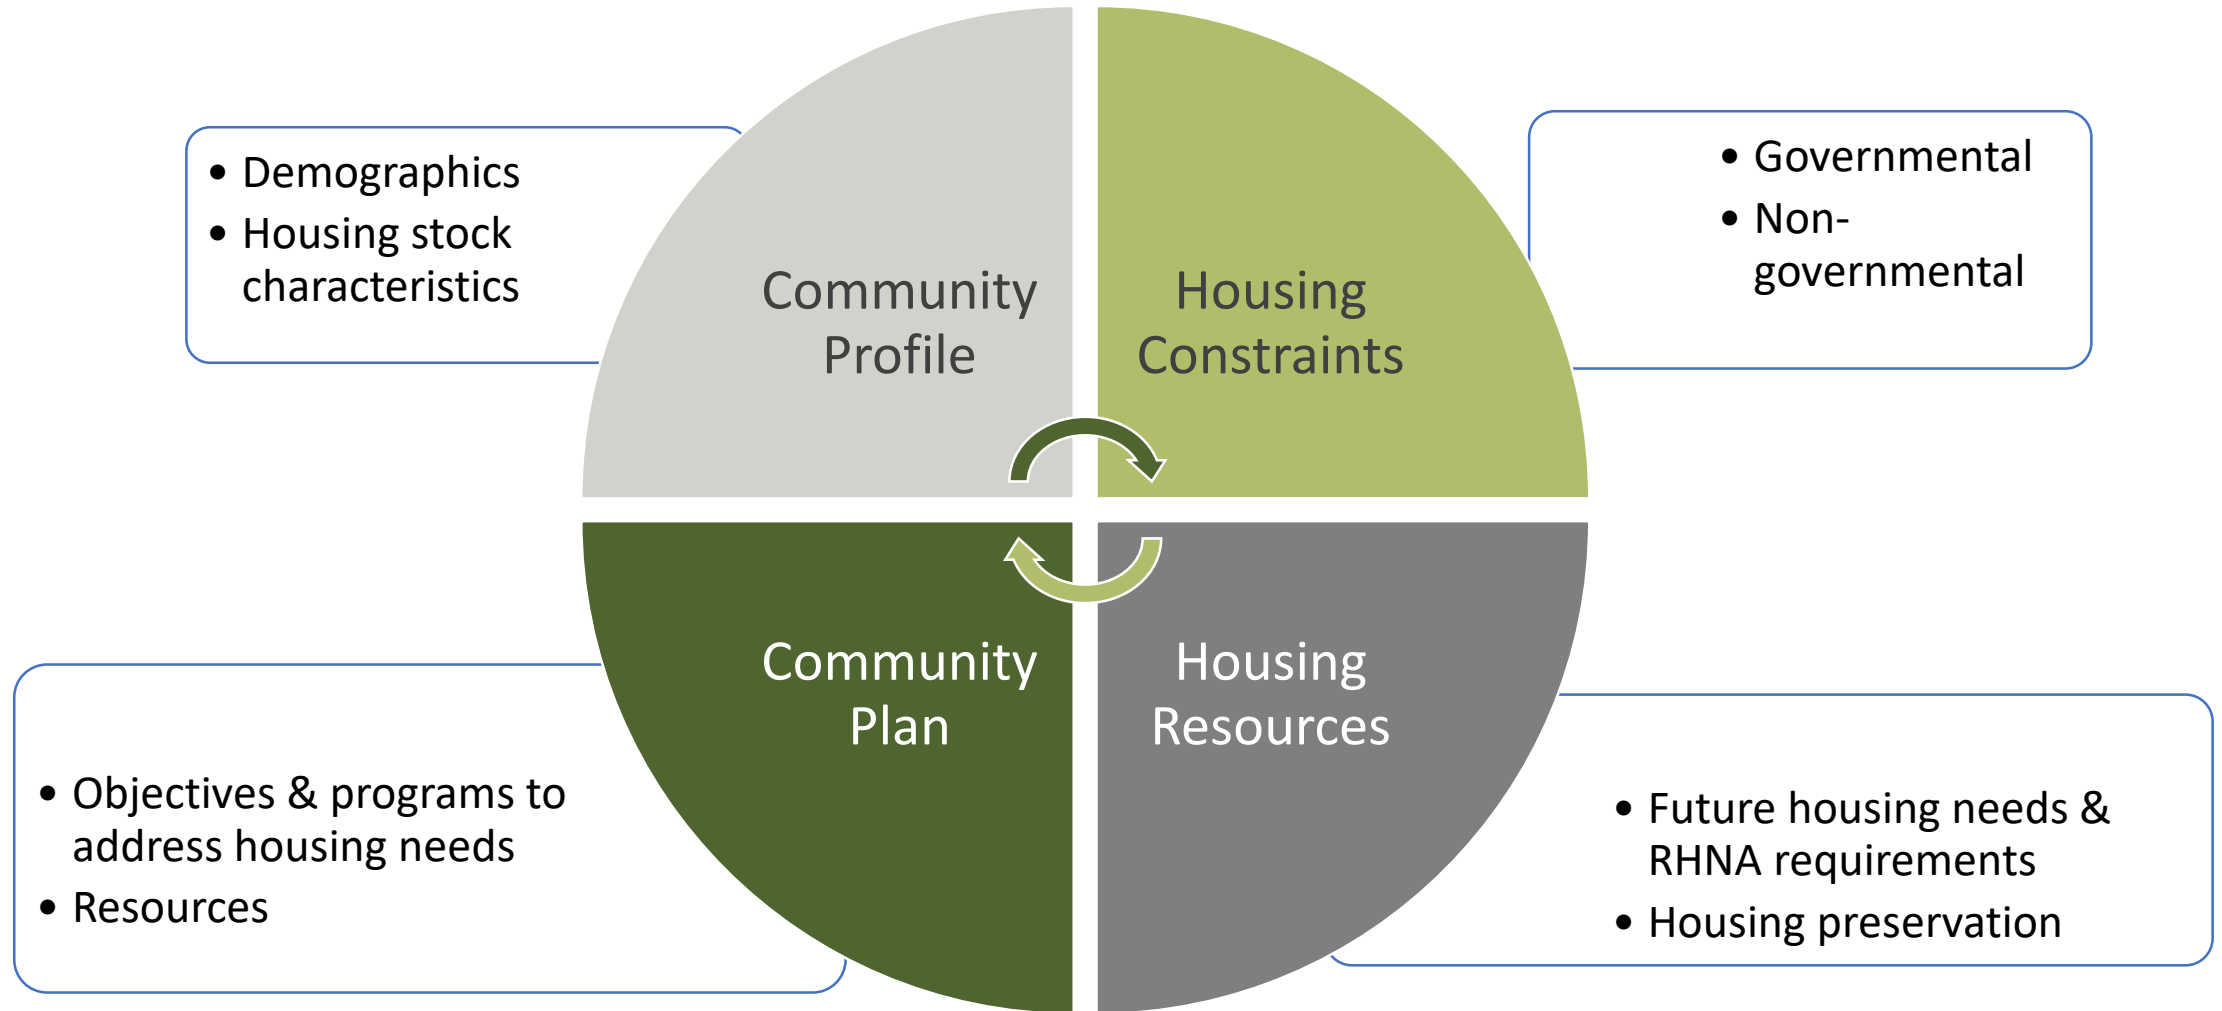 • Demographics
• Housing stock
characteristics
Community
Profile
Housing
Constraints
• Governmental
• Non-
governmental
• Objectives & programs to
address housing needs
• Resources
Community
Plan
Housing
Resources
• Future housing needs &
RHNA requirements
• Housing preservation